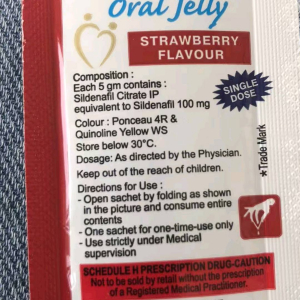 Oral Jelly
STRAWBERRY
FLAVOUR
Composition :
Each 5 gm contains :
Sildenafil Citrate IP
equivalent to Sildenafil 100 mg
SINGLE
DOSE
Colour : Ponceau 4R &
Quinoline Yellow WS
Store below 30°C.
Dosage: As directed by the Physician.
Keep out of the reach of children.
*Trade Mark
Directions for Use :
- Open sachet by folding as shown
in the picture and consume entire
contents
- One sachet for one-time-use only
- Use strictly under Medical
supervision
SCHEDULE H PRESCRIPTION DRUG-CAUTION
Not to be sold by retail without the prescription
of a Registered Medical Practitioner.